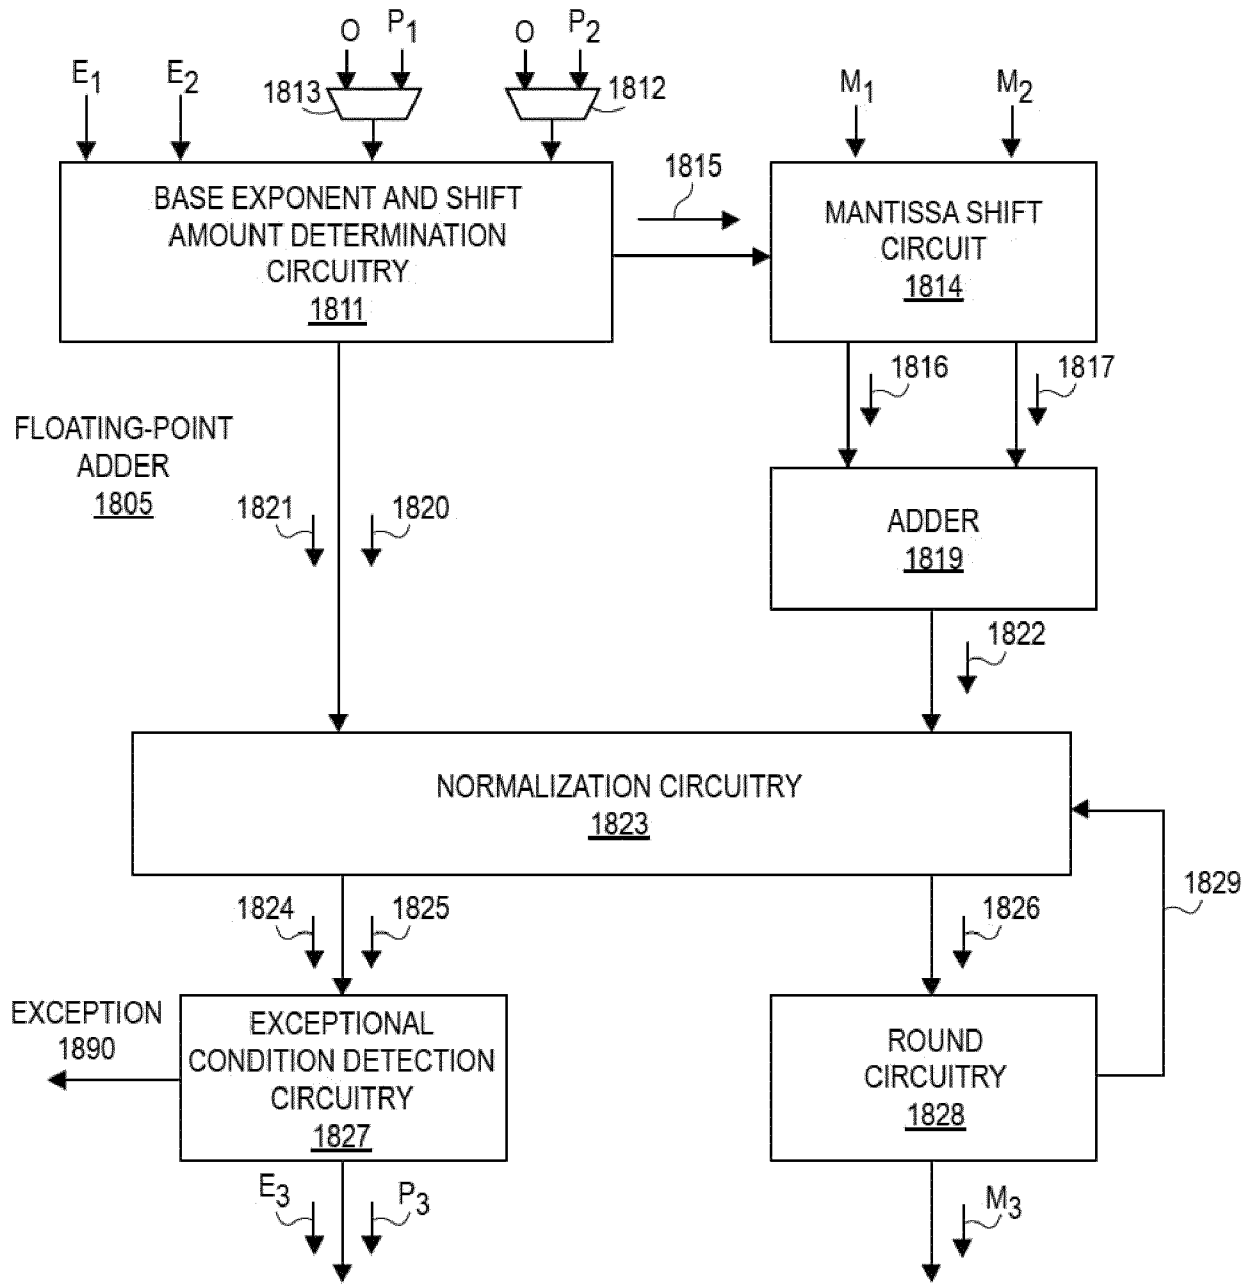 O P1 O P2
E1 E2 1813 1812 M1 M2
1815
BASE EXPONENT AND SHIFT
AMOUNT DETERMINATION
CIRCUITRY
1811
MANTISSA SHIFT
CIRCUIT
1814
1816 1817
FLOATING-POINT
ADDER
1805
1821 1820
ADDER
1819
1822
NORMALIZATION CIRCUITRY
1823
1824 1825 1826 1829
EXCEPTION
1890
EXCEPTIONAL
CONDITION DETECTION
CIRCUITRY
1827
ROUND
CIRCUITRY
1828
E3 P3 M3